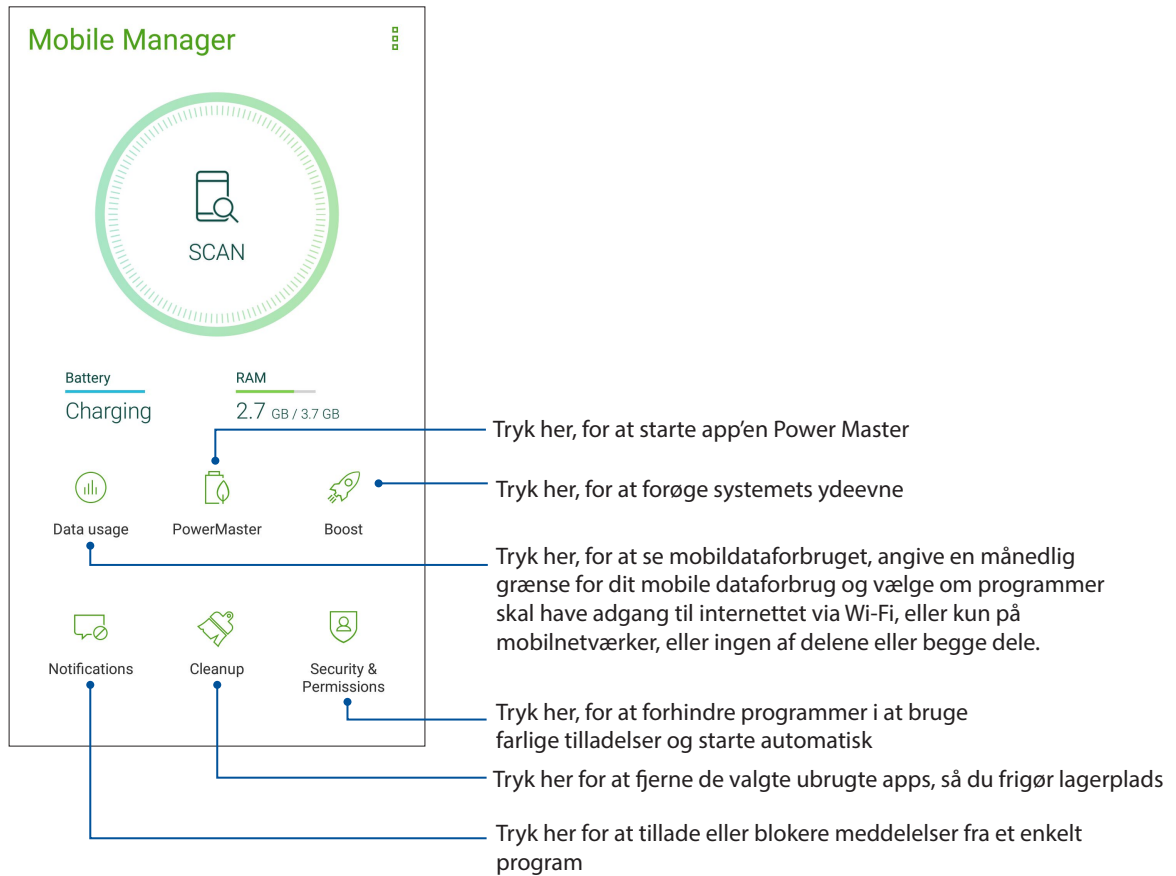 Mobile Manager
SCAN
Battery
RAM
Charging
2.7 GB / 3.7 GB
Tryk her, for at starte app’en Power Master
Tryk her, for at forøge systemets ydeevne
Data usage
PowerMaster
Boost
Tryk her, for at se mobildataforbruget, angive en månedlig
grænse for dit mobile dataforbrug og vælge om programmer
skal have adgang til internettet via Wi-Fi, eller kun på
mobilnetværker, eller ingen af delene eller begge dele.
Notifications
Cleanup
Security &
Permissions
Tryk her, for at forhindre programmer i at bruge
farlige tilladelser og starte automatisk
Tryk her for at fjerne de valgte ubrugte apps, så du frigør lagerplads
Tryk her for at tillade eller blokere meddelelser fra et enkelt
program